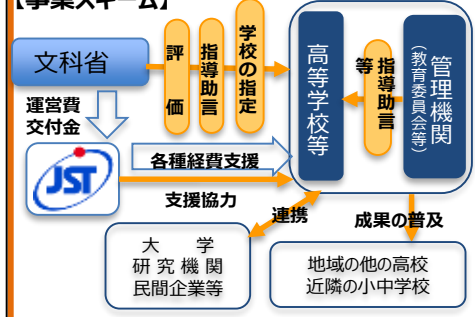 【事業スキーム】
文科省
評価
指導助言
学校の指定
高等学校等
指導助言等
管理機関
（教育委員会等）
運営費
交付金
JST
各種経費支援
支援協力
連携
成果の普及
大学
研究機関
民間企業等
地域の他の高校
近隣の小中学校